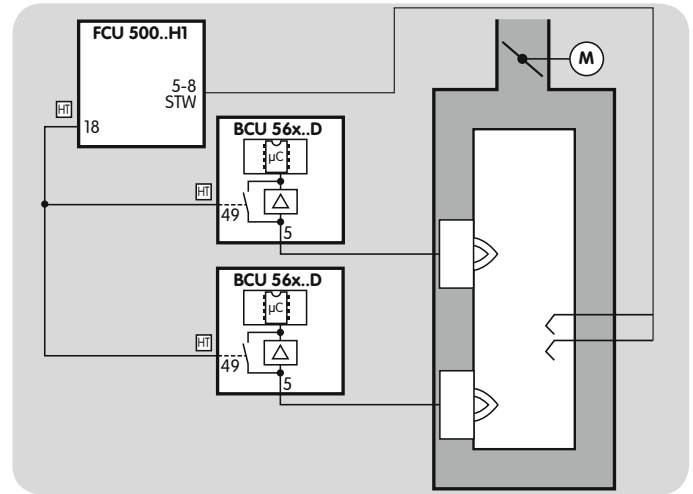 FCU 500..H1
5-8
STW
HT
18
M
BCU 56x..D
µC
HT
49
5
BCU 56x..D
µC
HT
49
5